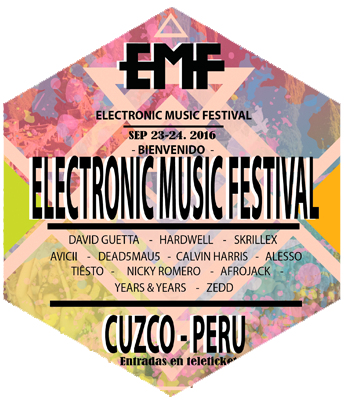 EMF
ELECTRONIC MUSIC FESTIVAL
SEP 23-24. 2016
- BIENVENIDO -
ELECTRONIC MUSIC FESTIVAL
DAVID GUETTA - HARDWELL - SKRILLEX
AVICII - DEAD5MAU5 - CALVIN HARRIS - ALESSO
TIËSTO - NICKY ROMERO - AFROJACK -
YEARS & YEARS - ZEDD
CUZCO - PERU
Entradas en teleticket